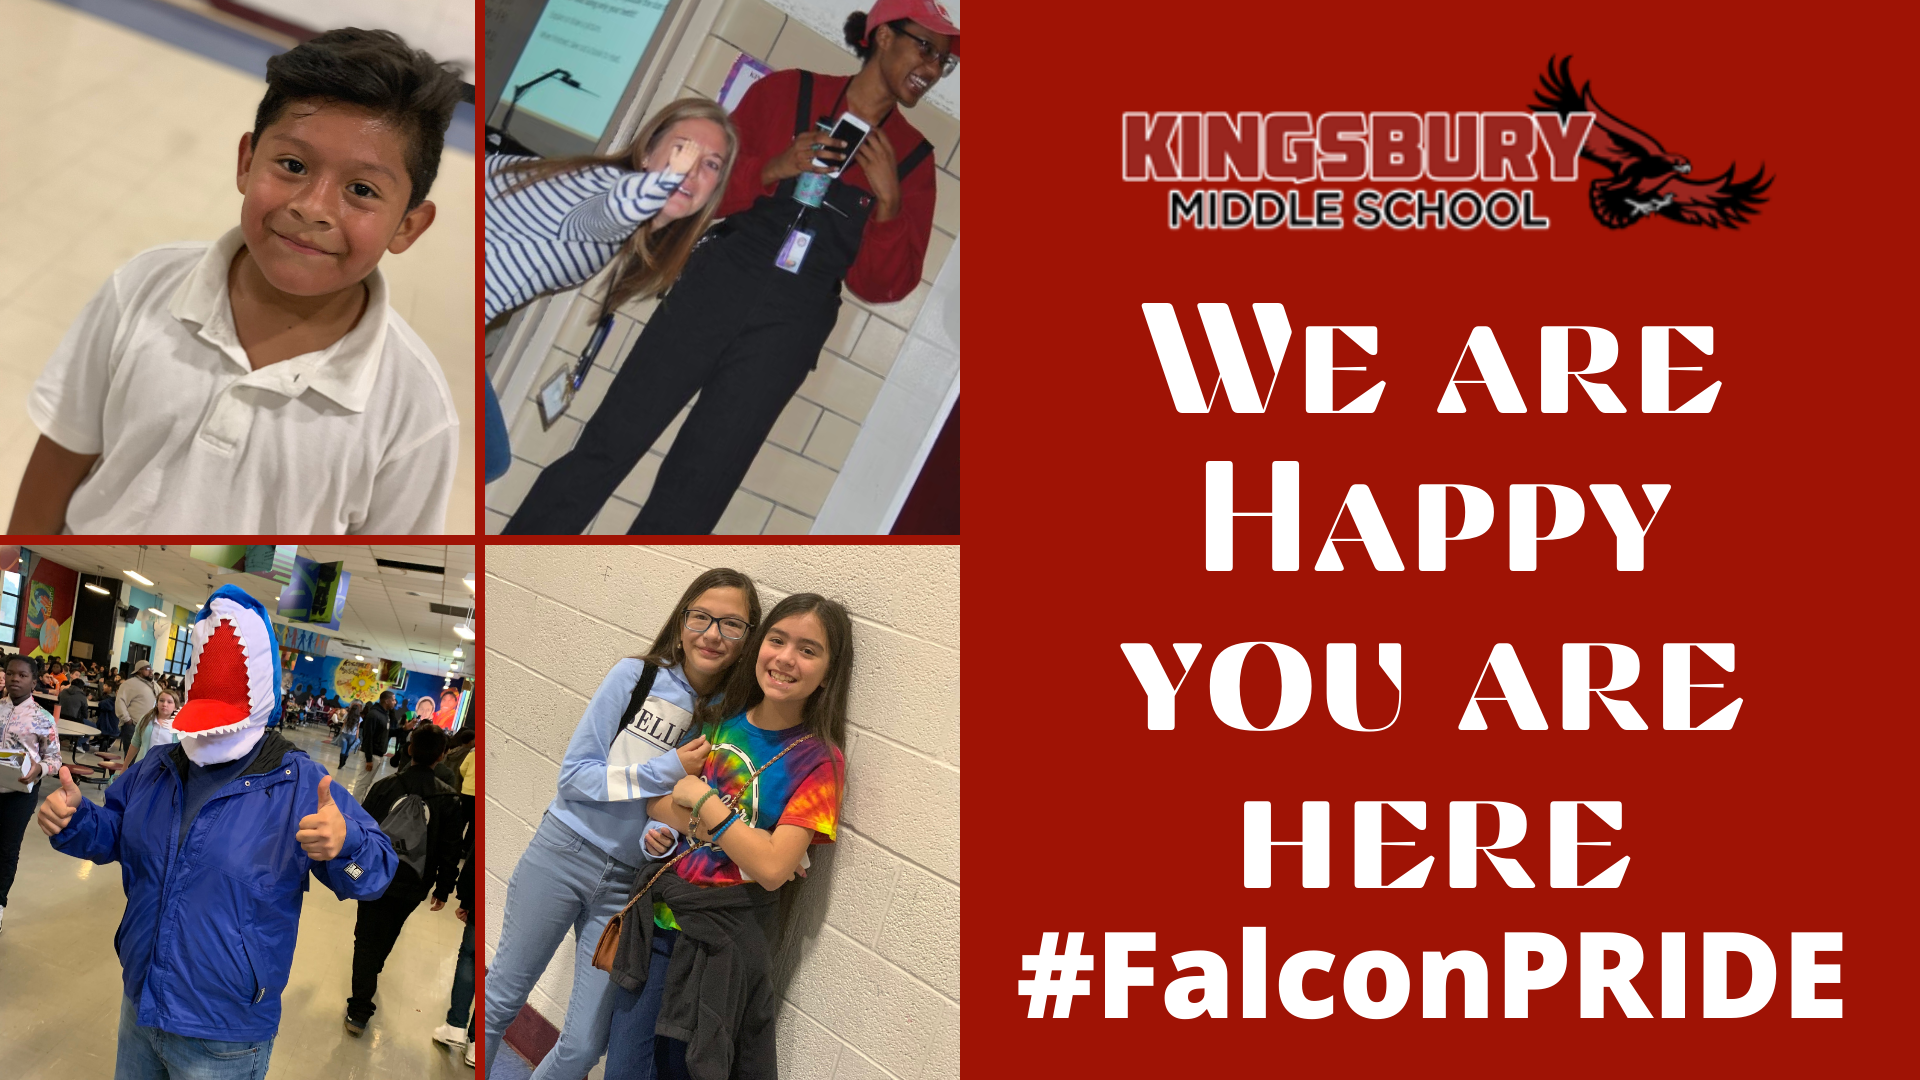 KINGSBURY
MIDDLE SCHOOL
WE ARE
HAPPY
YOU ARE
HERE
#FalconPRIDE